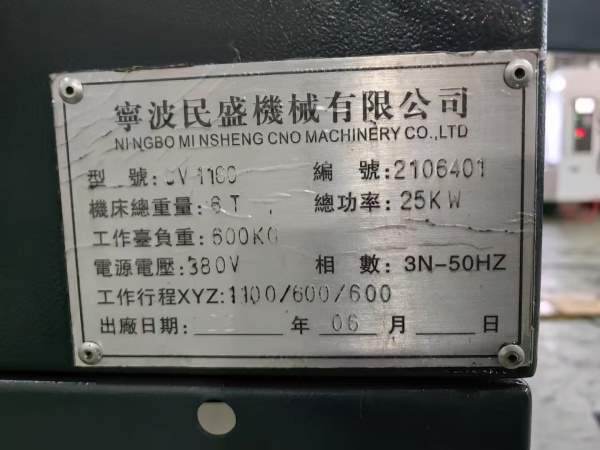 寧波民盛機械有限公司
NINGBO MINSHENG CNO MACHINERY CO.,LTD
型 號: 編 號:2106401
機床總重量:6T 總功率:25KW
工作臺負重:600KG
電源電壓:380V 相 數:3N-50HZ
工作行程XYZ:1100/600/600
出廠日期: 年 06 月 日